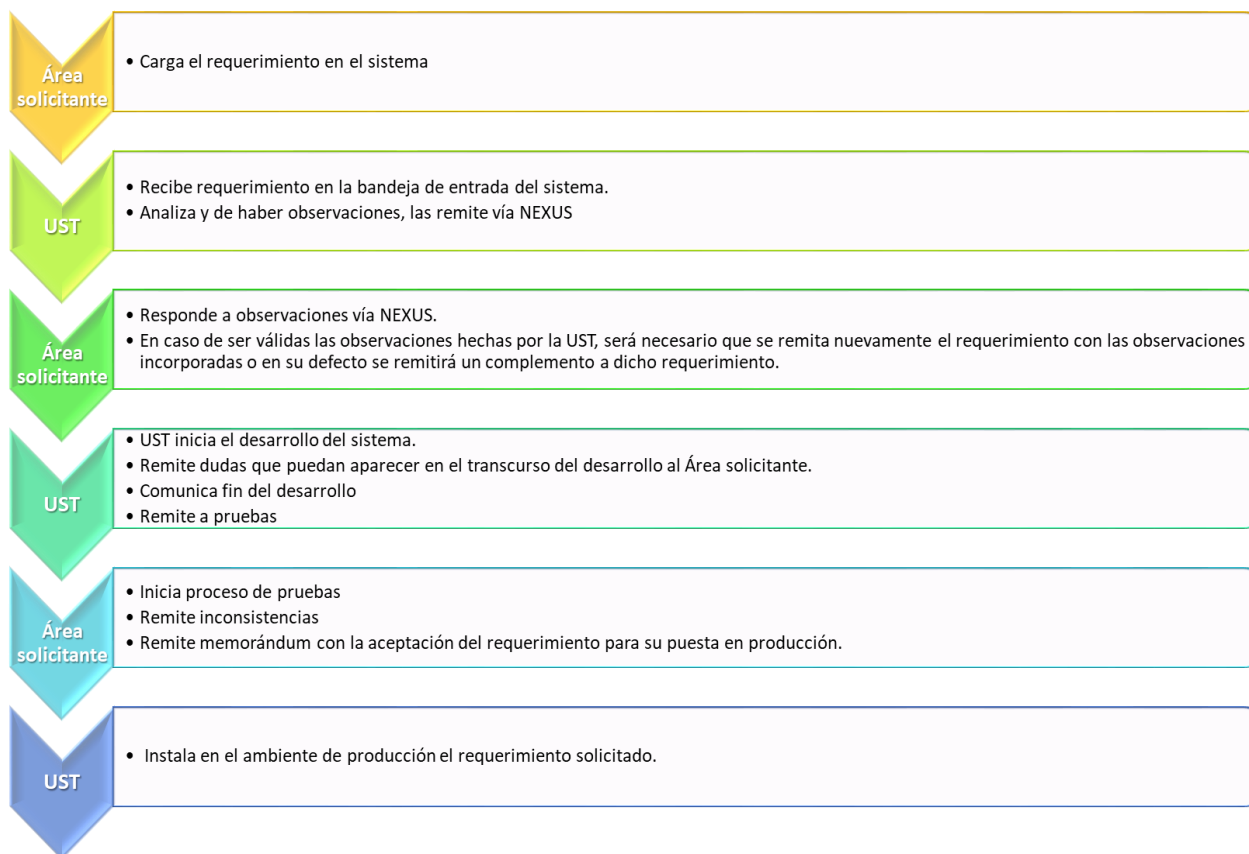 Área
solicitante
• Carga el requerimiento en el sistema
UST
• Recibe requerimiento en la bandeja de entrada del sistema.
• Analiza y de haber observaciones, las remite vía NEXUS
Área
solicitante
• Responde a observaciones vía NEXUS.
• En caso de ser válidas las observaciones hechas por la UST, será necesario que se remita nuevamente el requerimiento con las observaciones
incorporadas o en su defecto se remitirá un complemento a dicho requerimiento.
UST
• UST inicia el desarrollo del sistema.
• Remite dudas que puedan aparecer en el transcurso del desarrollo al Área solicitante.
• Comunica fin del desarrollo
• Remite a pruebas
Área
solicitante
• Inicia proceso de pruebas
• Remite inconsistencias
• Remite memorándum con la aceptación del requerimiento para su puesta en producción.
UST
• Instala en el ambiente de producción el requerimiento solicitado.